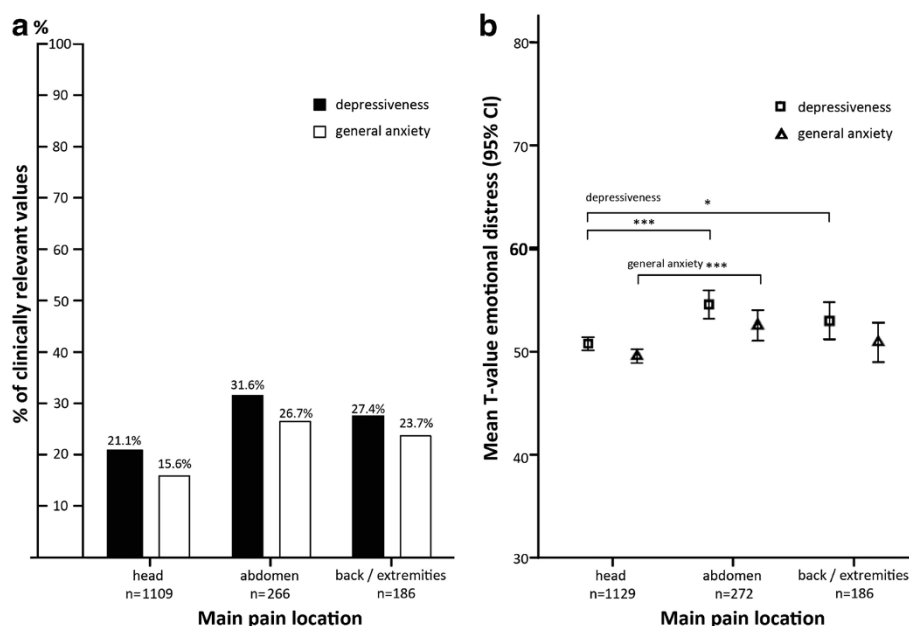 a
%
100
90
80
70
60
50
40
30
20
10
% of clinically relevant values
depressiveness
general anxiety
21.1%
15.6%
31.6%
26.7%
27.4%
23.7%
head
n=1109
abdomen
n=266
back / extremities
n=186
Main pain location
b
80
70
60
50
40
30
Mean T-value emotional distress (95% CI)
depressiveness
general anxiety
depressiveness
*
***
general anxiety ***
head
n=1129
abdomen
n=272
back / extremities
n=186
Main pain location